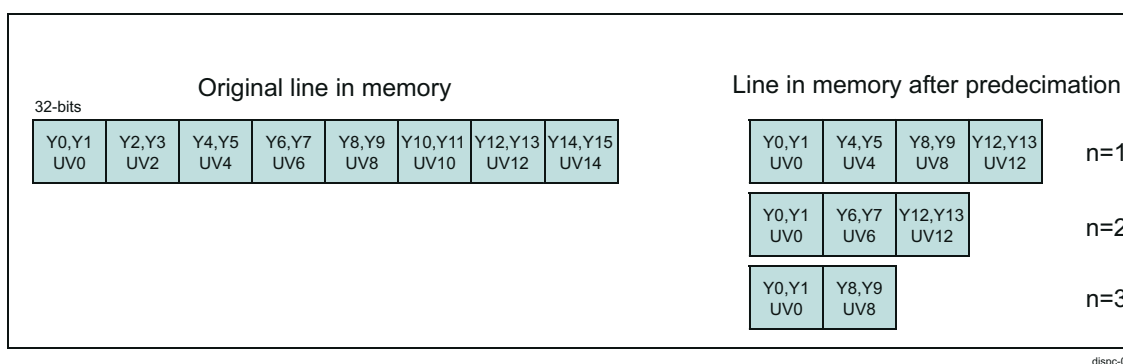 Original line in memory
Line in memory after predecimation
32-bits
Y0,Y1 Y2,Y3 Y4,Y5 Y6,Y7 Y8,Y9 Y10,Y11 Y12,Y13 Y14,Y15
UV0 UV2 UV4 UV6 UV8 UV10 UV12 UV14
Y0,Y1 Y4,Y5 Y8,Y9 Y12,Y13
UV0 UV4 UV8 UV12
n=1
Y0,Y1 Y6,Y7 Y12,Y13
UV0 UV6 UV12
n=2
Y0,Y1 Y8,Y9
UV0 UV8
n=3